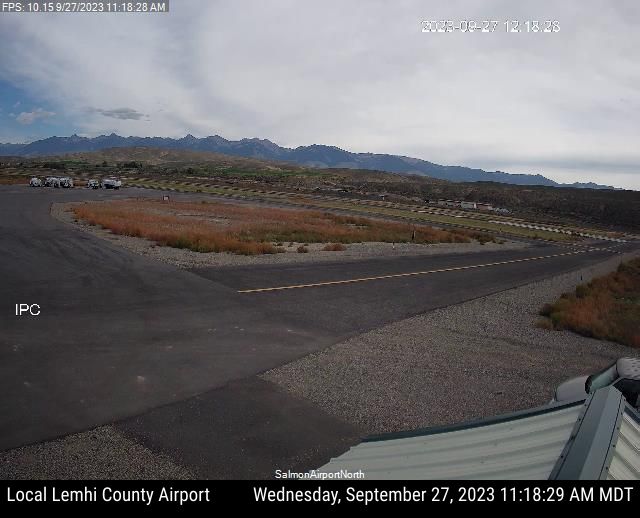 FPS: 10.15 9/27/2023 11:18:28 AM
2023-09-27 12:18:28
IPC
SalmonAirportNorth
Local Lemhi County Airport Wednesday, September 27, 2023 11:18:29 AM MDT